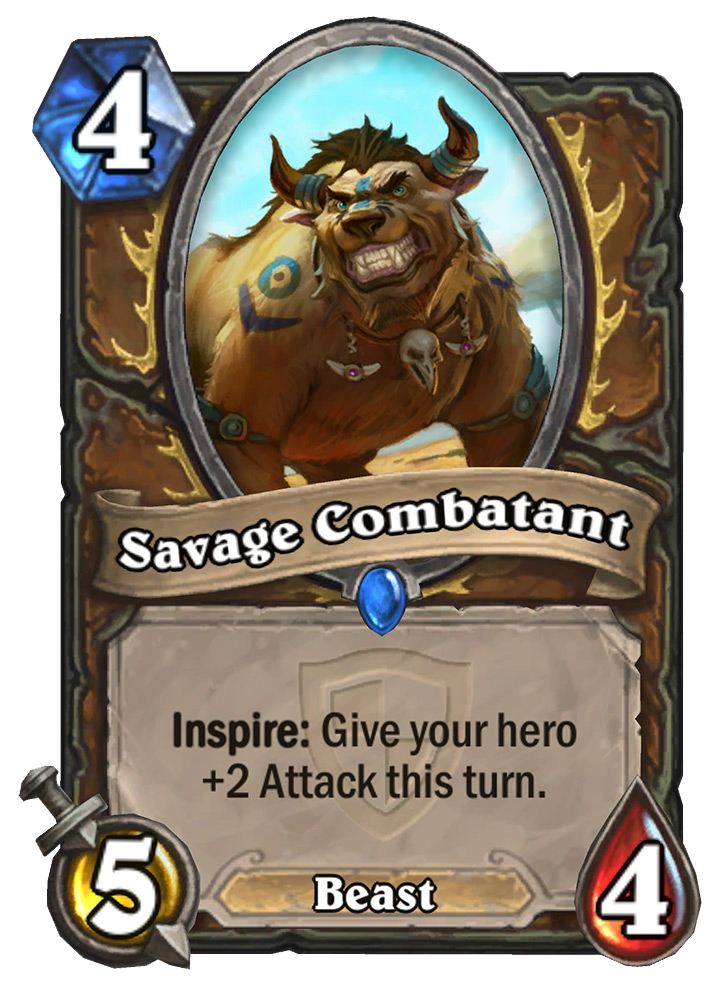 4
Savage Combatant
Inspire: Give your hero
+2 Attack this turn.
5
Beast
4